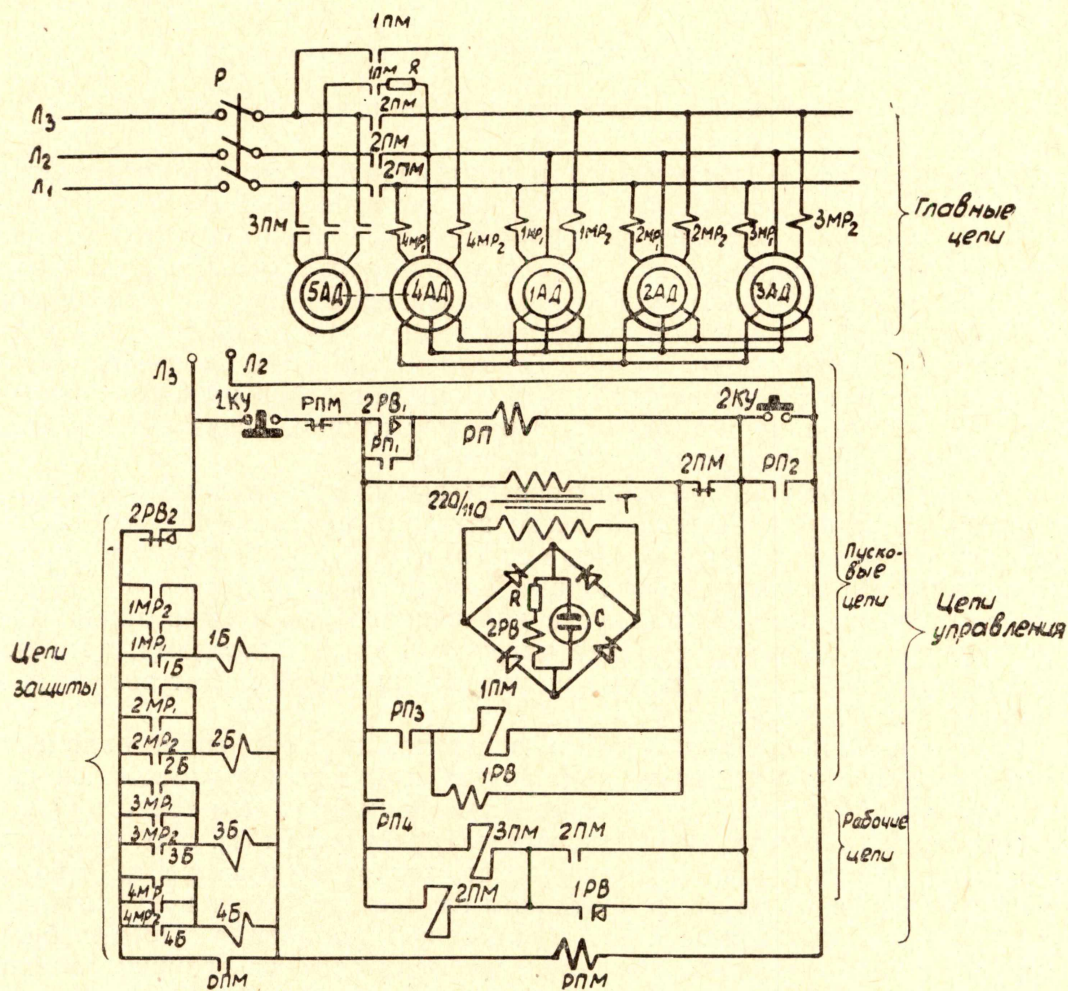 1ПМ
Р
1ПМ R
2ПМ
Л3
2ПМ
Л2
2ПМ
Л1
3ПМ
4МР1
4МР2
1МР1
1МР2
2МР1
2МР2
3МР1
3МР2
Главные
цепи
5АД
4АД
1АД
2АД
3АД
Л3
Л2
1КУ
РПМ
2РВ1
РП
2КУ
РП1
2ПМ
РП2
220/110
Т
2РВ2
R
С
2РВ
Пуско-
вые
цепи
Цепи
управления
Цепи
защиты
1МР2
1МР1
1Б
1Б
2МР1
2МР2
2Б
2Б
3МР1
3МР2
3Б
3Б
4МР
4МР2
4Б
4Б
1ПМ
РП3
1РВ
РП4
3ПМ
2ПМ
Рабочие
цепи
2ПМ
1РВ
РПМ
РПМ